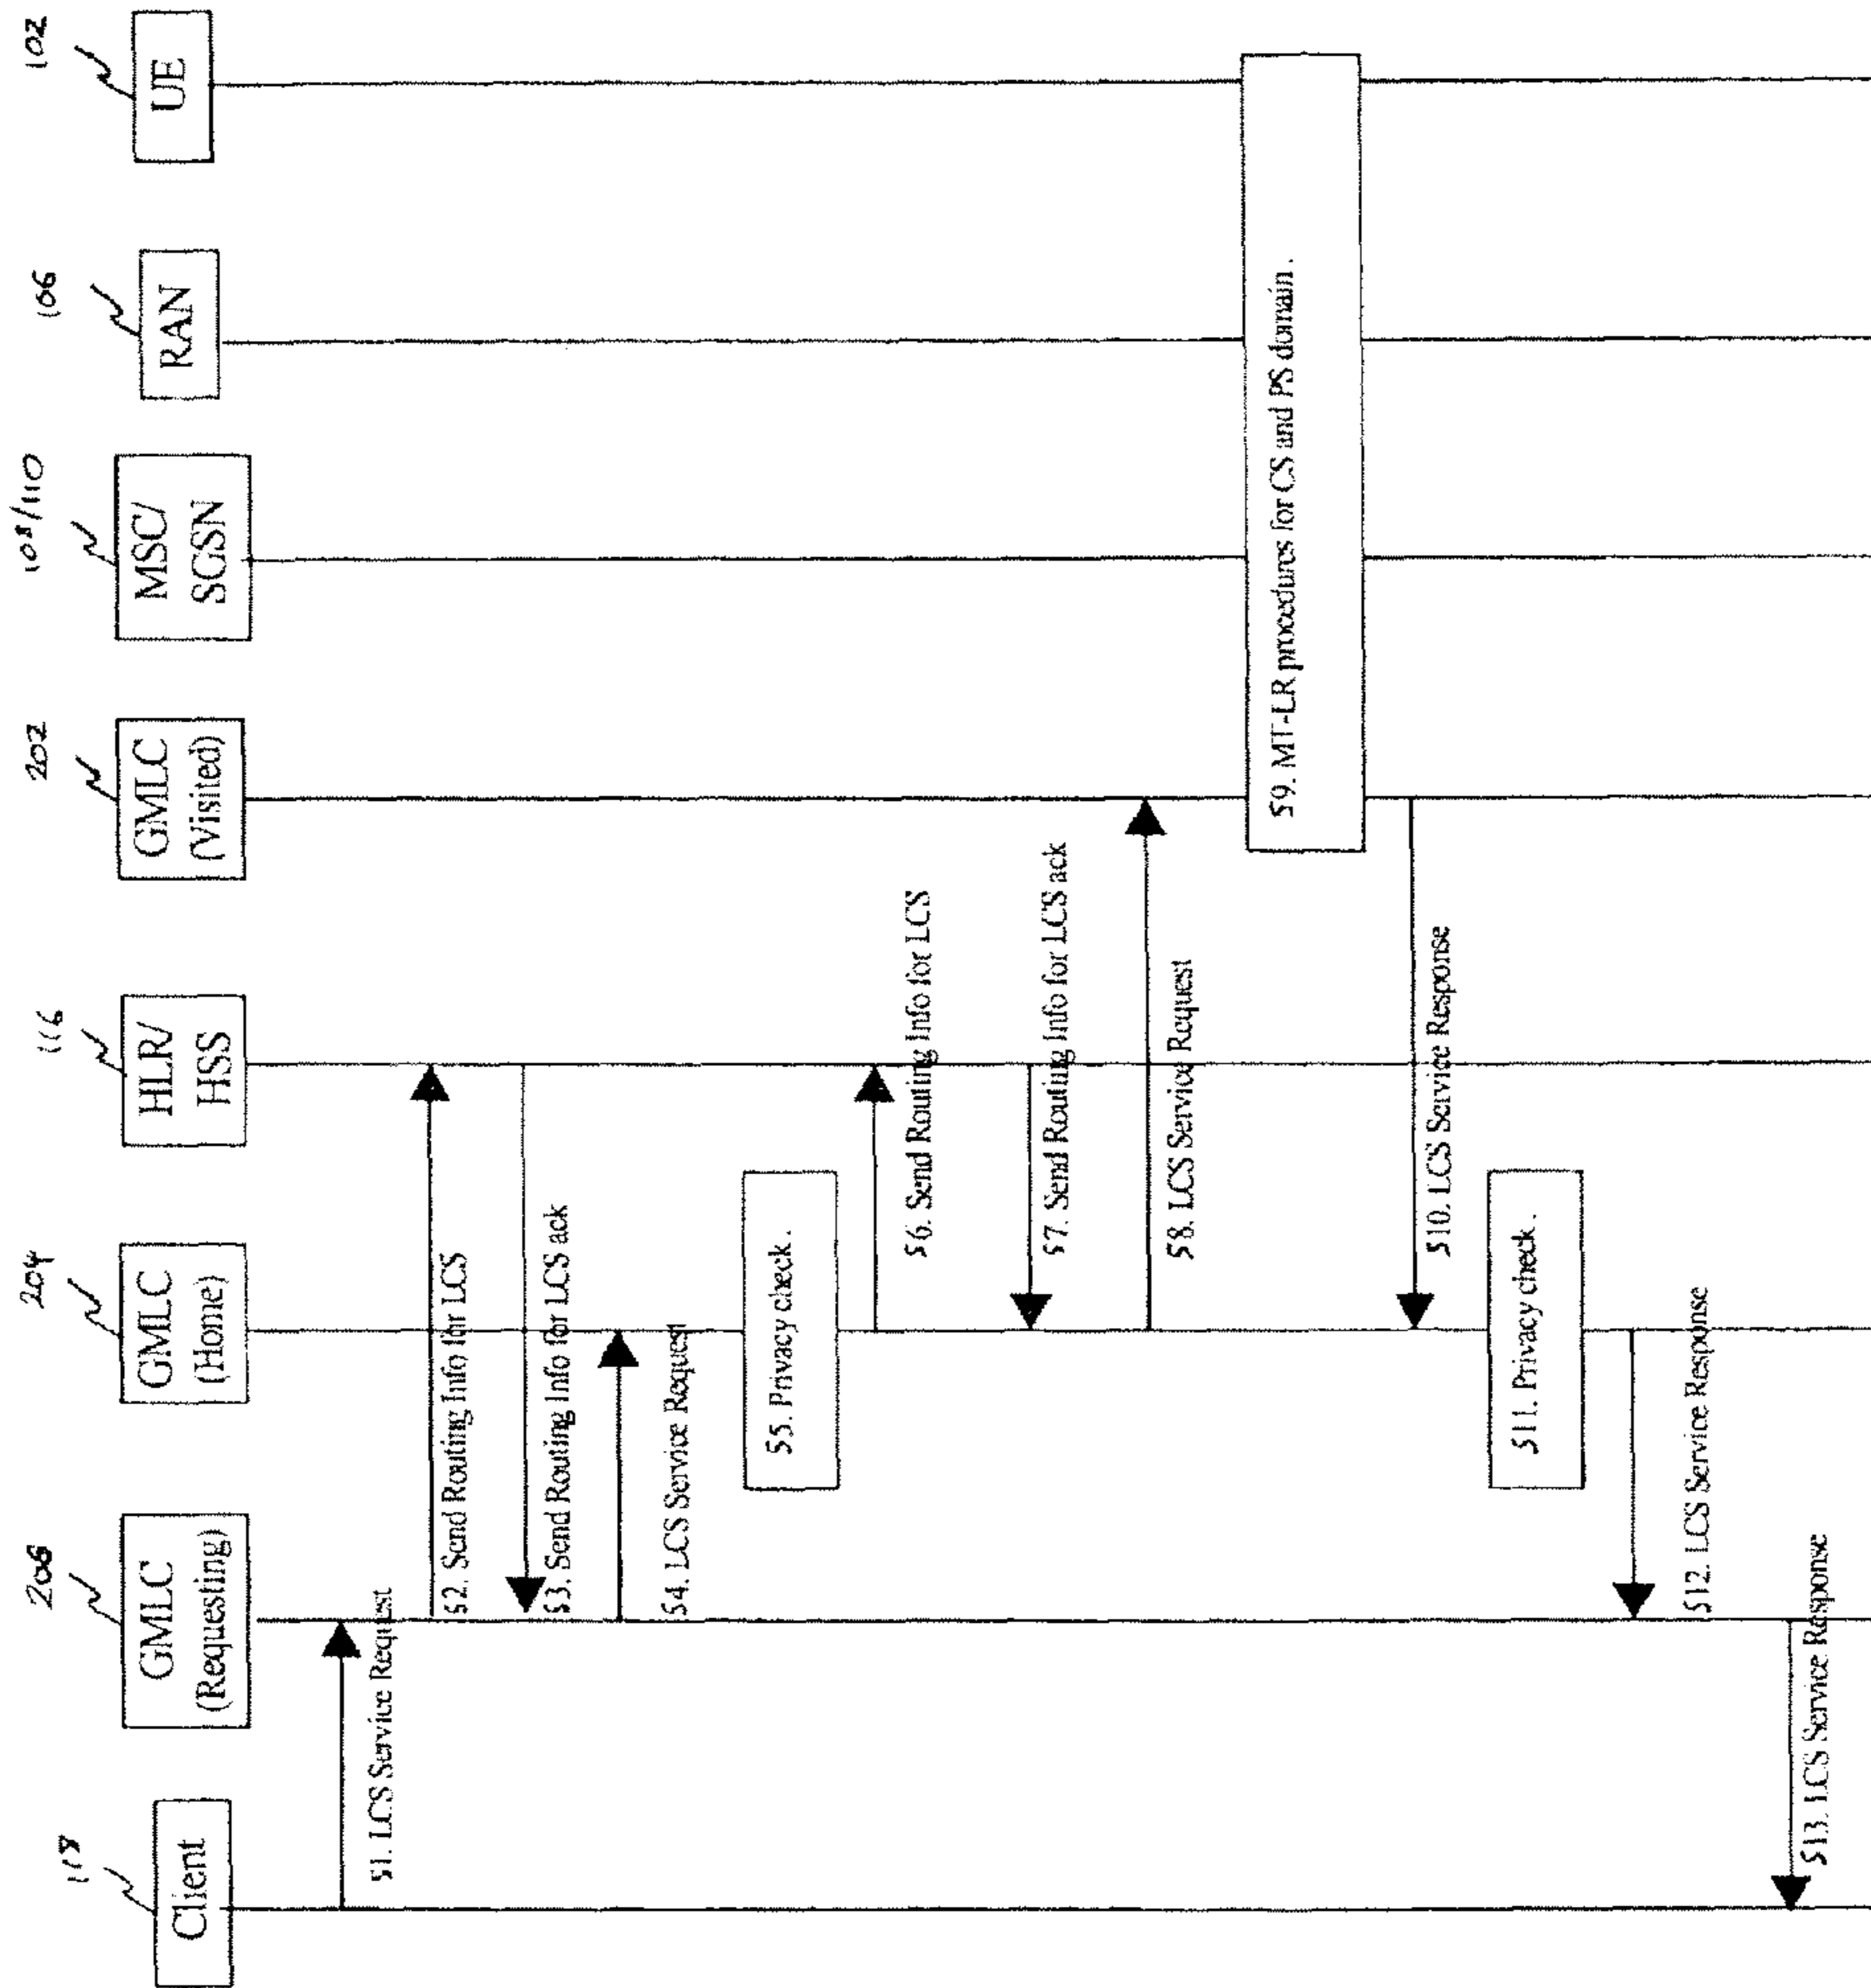 118
Client
206
GMLC
(Requesting)
204
GMLC
(Home)
116
HLR/
HSS
202
GMLC
(Visited)
108/110
MSC/
SGSN
106
RAN
102
UE
S1. LCS Service Request
S2. Send Routing Info for LCS
S3. Send Routing Info for LCS ack
S4. LCS Service Request
S5. Privacy check .
S6. Send Routing Info for LCS
S7. Send Routing Info for LCS ack
S8. LCS Service Request
S9. MT-LR procedures for CS and PS domain .
S10. LCS Service Response
S11. Privacy check .
S12. LCS Service Response
S13. LCS Service Response